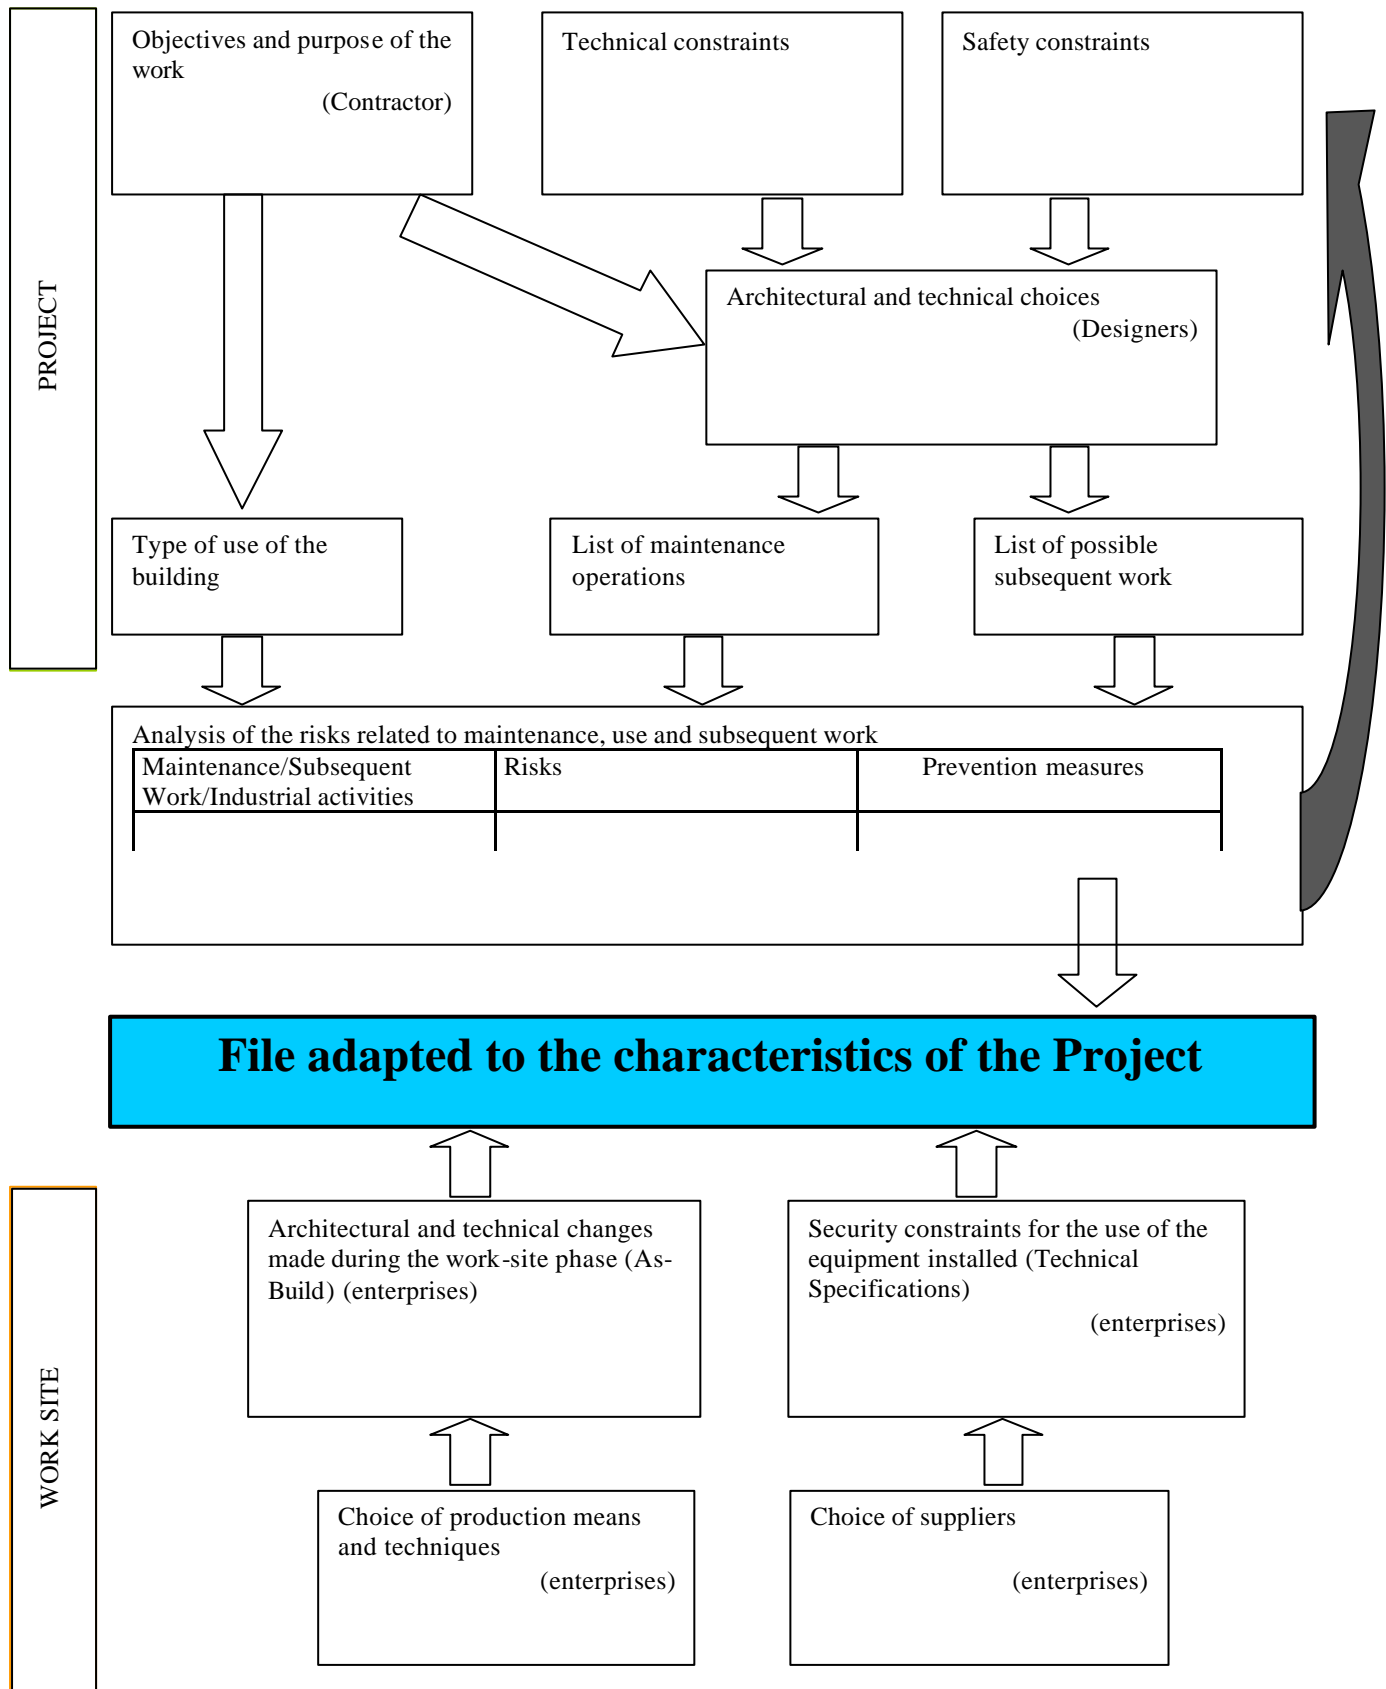 PROJECT
Objectives and purpose of the
work
(Contractor)
Technical constraints
Safety constraints
Architectural and technical choices
(Designers)
Type of use of the
building
List of maintenance
operations
List of possible
subsequent work
Analysis of the risks related to maintenance, use and subsequent work
Maintenance/Subsequent
Work/Industrial activities
Risks
Prevention measures
File adapted to the characteristics of the Project
WORK SITE
Architectural and technical changes
made during the work-site phase (As-
Build) (enterprises)
Security constraints for the use of the
equipment installed (Technical
Specifications)
(enterprises)
Choice of production means
and techniques
(enterprises)
Choice of suppliers
(enterprises)